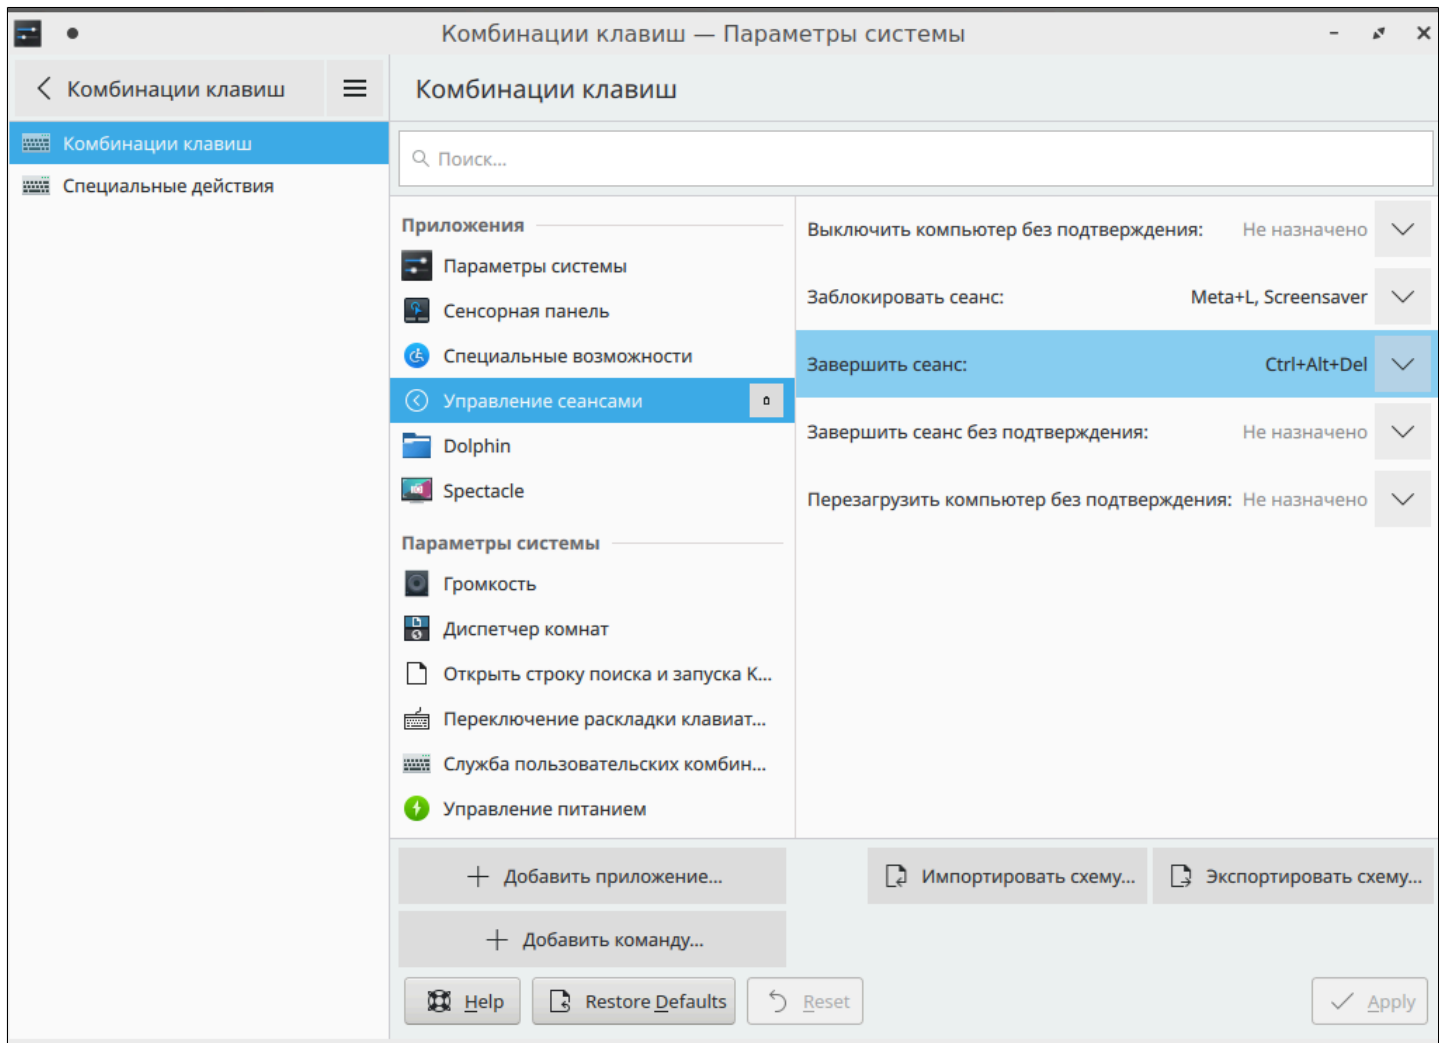 Комбинации клавиш — Параметры системы
Комбинации клавиш
Комбинации клавиш
Специальные действия
Комбинации клавиш
Поиск...
Приложения
Параметры системы
Сенсорная панель
Специальные возможности
Управление сеансами
Dolphin
Spectacle
Параметры системы
Громкость
Диспетчер комнат
Открыть строку поиска и запуска K...
Переключение раскладки клавиат...
Служба пользовательских комбин...
Управление питанием
Выключить компьютер без подтверждения: Не назначено
Заблокировать сеанс: Meta+L, Screensaver
Завершить сеанс: Ctrl+Alt+Del
Завершить сеанс без подтверждения: Не назначено
Перезагрузить компьютер без подтверждения: Не назначено
Добавить приложение...
Импортировать схему...
Экспортировать схему...
Добавить команду...
Help
Restore Defaults
Reset
Apply